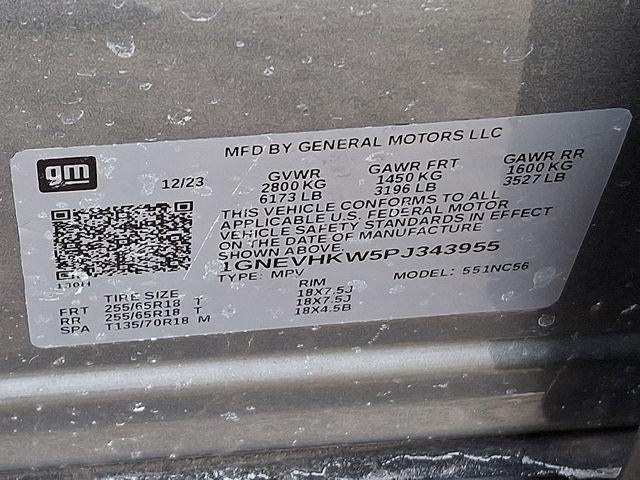 MFD BY GENERAL MOTORS LLC
gm
12/23
GVWR
2800 KG
6173 LB
GAWR FRT
1450 KG
3196 LB
GAWR RR
1600 KG
3527 LB
THIS VEHICLE CONFORMS TO ALL
APPLICABLE U.S. FEDERAL MOTOR
VEHICLE SAFETY STANDARDS IN EFFECT
ON THE DATE OF MANUFACTURE
SHOWN ABOVE.
1GNEVHKW5PJ343955
TYPE: MPV MODEL: 551NC56
TIRE SIZE RIM
FRT 255/65R18 T 18X7.5J
RR 255/65R18 T 18X7.5J
SPA T135/70R18 M 18X4.5B